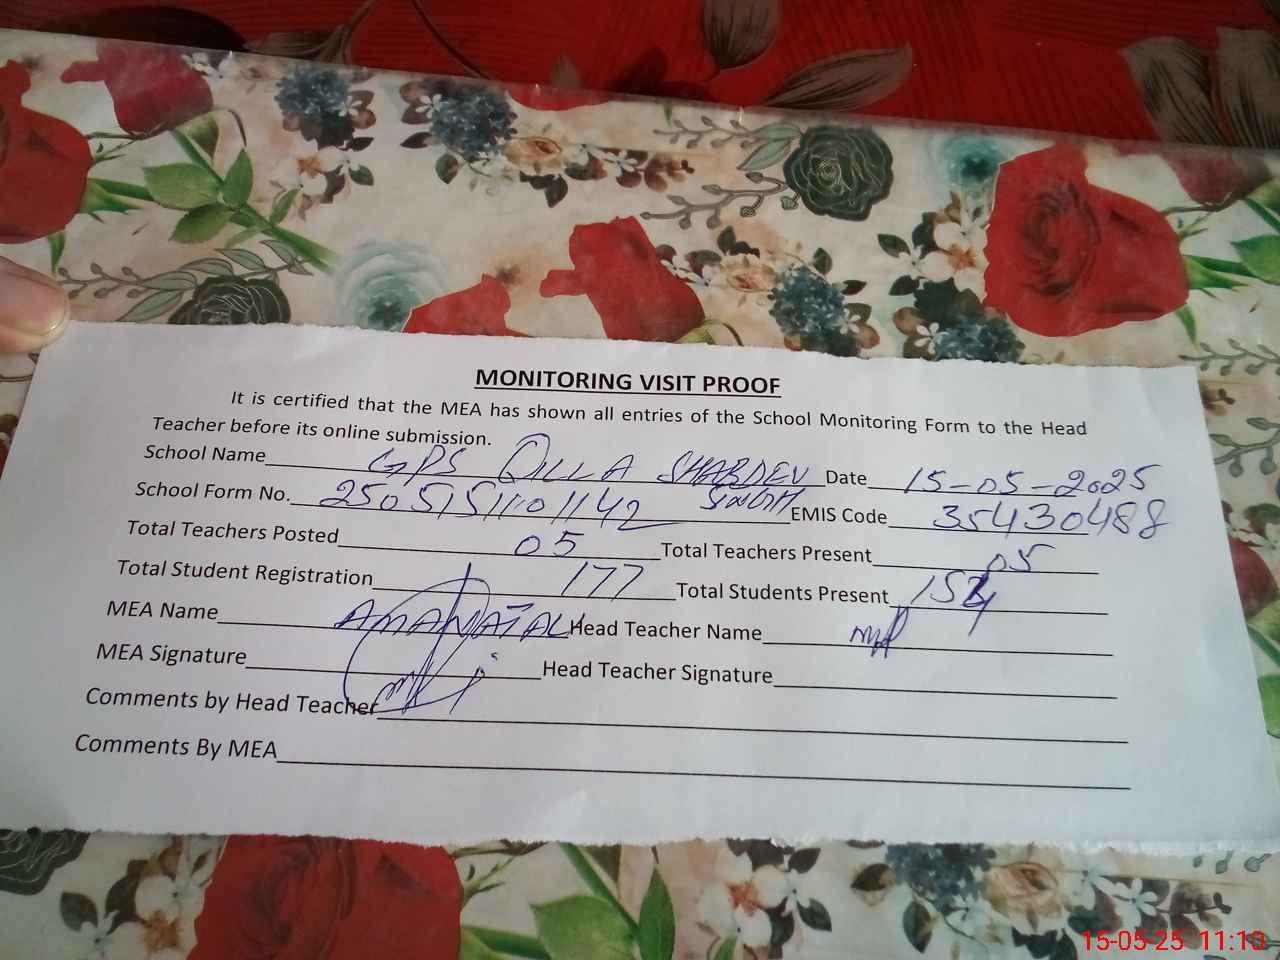 MONITORING VISIT PROOF
It is certified that the MEA has shown all entries of the School Monitoring Form to the Head
Teacher before its online submission.
School Name GPS QILLA SHABDEV SINGH Date 15-05-2025
School Form No. EMIS Code 35430488
Total Teachers Posted 05 Total Teachers Present 05
Total Student Registration 177 Total Students Present
MEA Name AMANAT ALI Head Teacher Name
MEA Signature Head Teacher Signature
Comments by Head Teacher
Comments By MEA
15-05-25 11:10